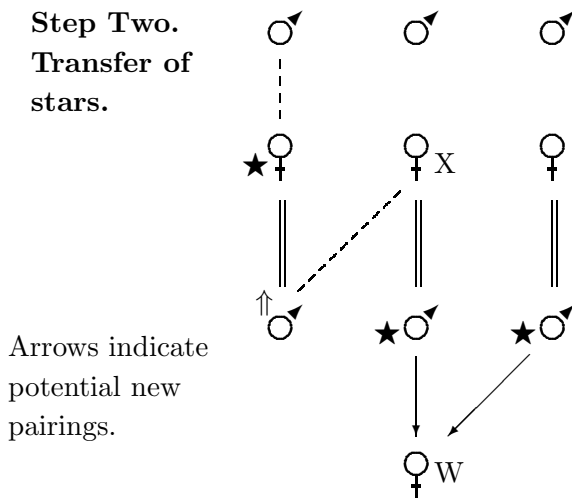 Step Two.
Transfer of
stars.
X
Arrows indicate
potential new
pairings.
W